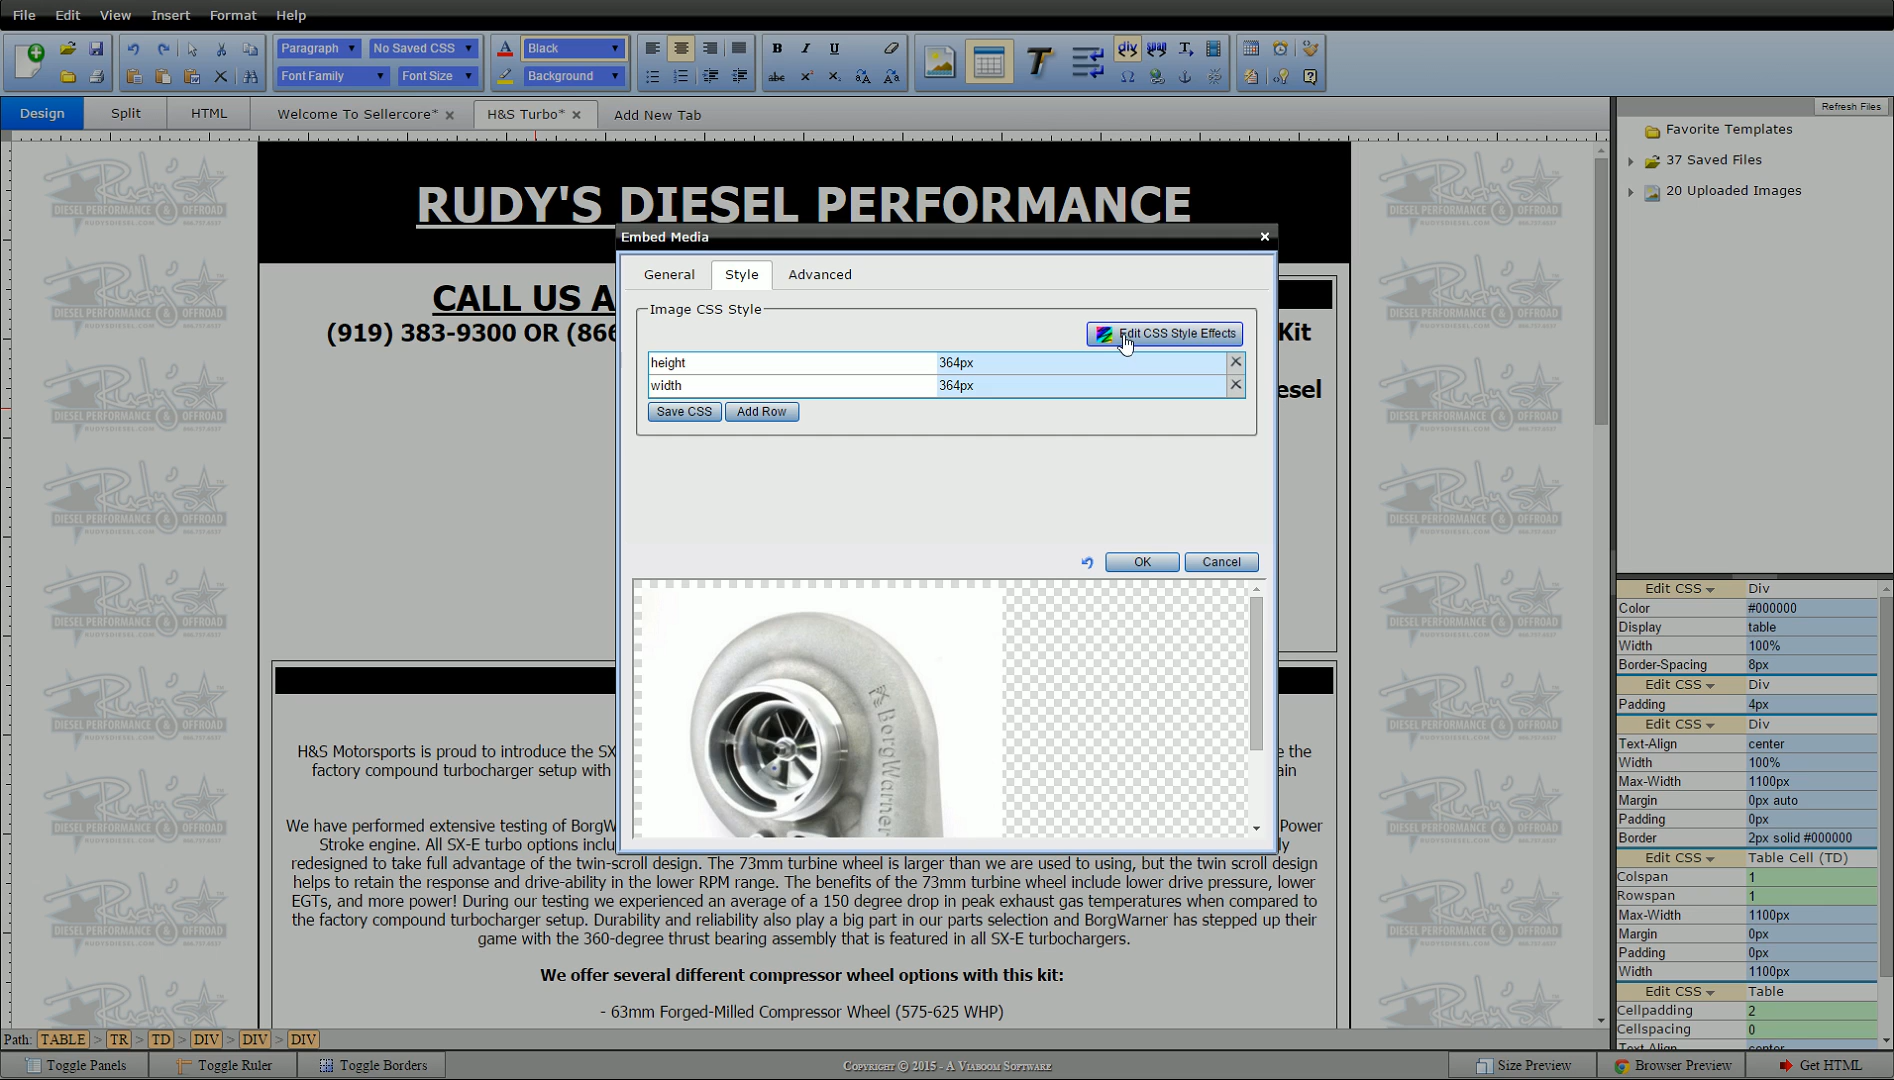 File Edit View Insert Format Help
Paragraph No Saved CSS Black
Font Family Font Size Background
Refresh Files
Design Split HTML Welcome To Sellercore* H&S Turbo* Add New Tab
Favorite Templates
37 Saved Files
20 Uploaded Images
RUDY'S DIESEL PERFORMANCE
Embed Media
General Style Advanced
Image CSS Style
Edit CSS Style Effects
height 364px
width 364px
Save CSS Add Row
OK Cancel
BorgWarner
CALL US A
(919) 383-9300 OR (866 Kit
esel
H&S Motorsports is proud to introduce the SX e the
factory compound turbocharger setup with ain
We have performed extensive testing of BorgW Power
Stroke engine. All SX-E turbo options inclu ly
redesigned to take full advantage of the twin-scroll design. The 73mm turbine wheel is larger than we are used to using, but the twin scroll design
helps to retain the response and drive-ability in the lower RPM range. The benefits of the 73mm turbine wheel include lower drive pressure, lower
EGTs, and more power! During our testing we experienced an average of a 150 degree drop in peak exhaust gas temperatures when compared to
the factory compound turbocharger setup. Durability and reliability also play a big part in our parts selection and BorgWarner has stepped up their
game with the 360-degree thrust bearing assembly that is featured in all SX-E turbochargers.
We offer several different compressor wheel options with this kit:
- 63mm Forged-Milled Compressor Wheel (575-625 WHP)
Edit CSS Div
Color #000000
Display table
Width 100%
Border-Spacing 8px
Edit CSS Div
Padding 4px
Edit CSS Div
Text-Align center
Width 100%
Max-Width 1100px
Margin 0px auto
Padding 0px
Border 2px solid #000000
Edit CSS Table Cell (TD)
Colspan 1
Rowspan 1
Max-Width 1100px
Margin 0px
Padding 0px
Width 1100px
Edit CSS Table
Cellpadding 2
Cellspacing 0
Text-Align center
Path: TABLE > TR > TD > DIV > DIV > DIV
Toggle Panels Toggle Ruler Toggle Borders Copyright © 2015 - A Viaboom Software Size Preview Browser Preview Get HTML